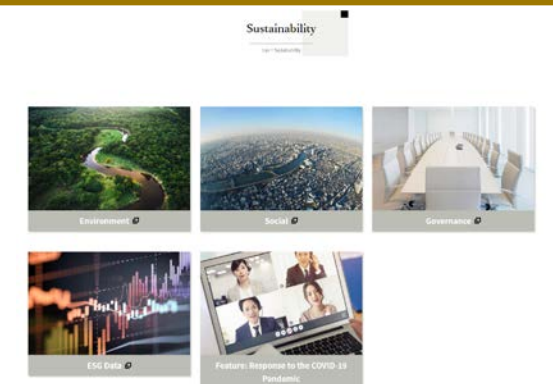 Sustainability
Environment
Social
Governance
ESG Data
Feature: Response to the COVID-19
Pandemic